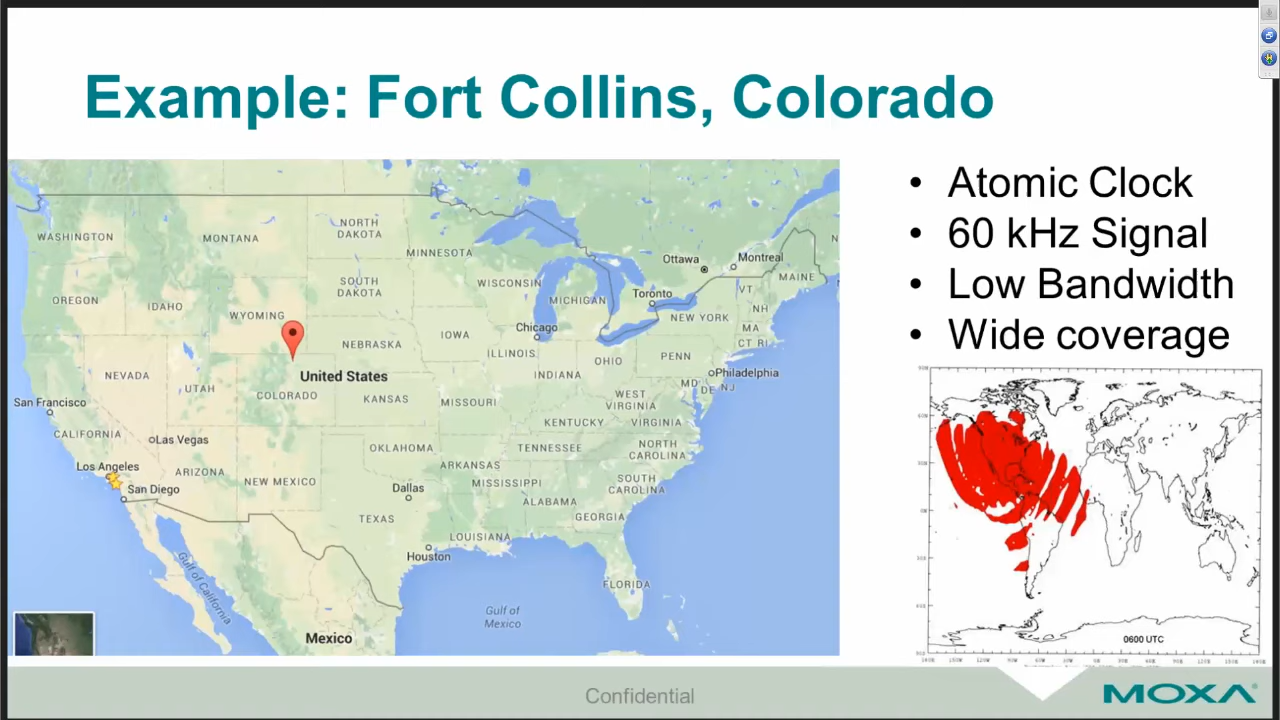 Example: Fort Collins, Colorado
• Atomic Clock
• 60 kHz Signal
• Low Bandwidth
• Wide coverage
WASHINGTON
MONTANA
NORTH
DAKOTA
MINNESOTA
Ottawa
Montreal
MAINE
N
OREGON
IDAHO
WYOMING
SOUTH
DAKOTA
WISCONSIN
MICHIGAN
Toronto
VT
NH
NEW YORK
MA
CT RI
Chicago
IOWA
NEBRASKA
ILLINOIS
INDIANA
OHIO
PENN
Philadelphia
MD
DE
NJ
NEVADA
UTAH
COLORADO
United States
KANSAS
MISSOURI
WEST
VIRGINIA
VIRGINIA
KENTUCKY
San Francisco
CALIFORNIA
Las Vegas
Los Angeles
San Diego
ARIZONA
NEW MEXICO
OKLAHOMA
ARKANSAS
TENNESSEE
NORTH
CAROLINA
SOUTH
CAROLINA
MISSISSIPPI
ALABAMA
GEORGIA
Dallas
TEXAS
LOUISIANA
Houston
FLORIDA
Gulf of California
Gulf of
Mexico
Mexico
0600 UTC
Confidential
MOXA®